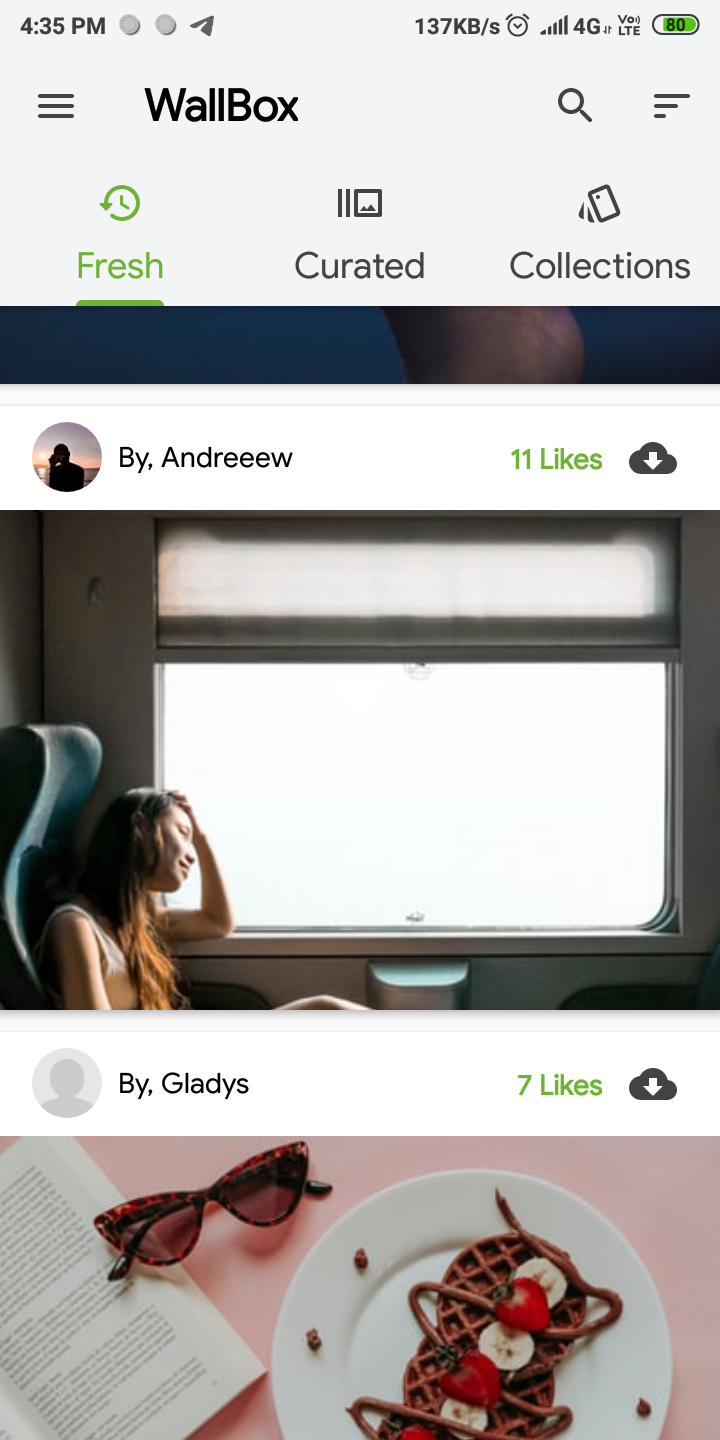 4:35 PM 137KB/s 4G Vo)) LTE 80
WallBox
Fresh Curated Collections
By, Andreeew 11 Likes
By, Gladys 7 Likes